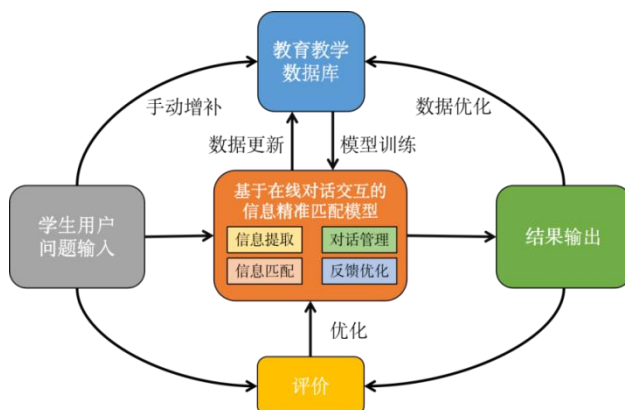 教育教学
数据库
手动增补
数据优化
数据更新
模型训练
学生用户
问题输入
基于在线对话交互的
信息精准匹配模型
信息提取
对话管理
信息匹配
反馈优化
结果输出
优化
评价